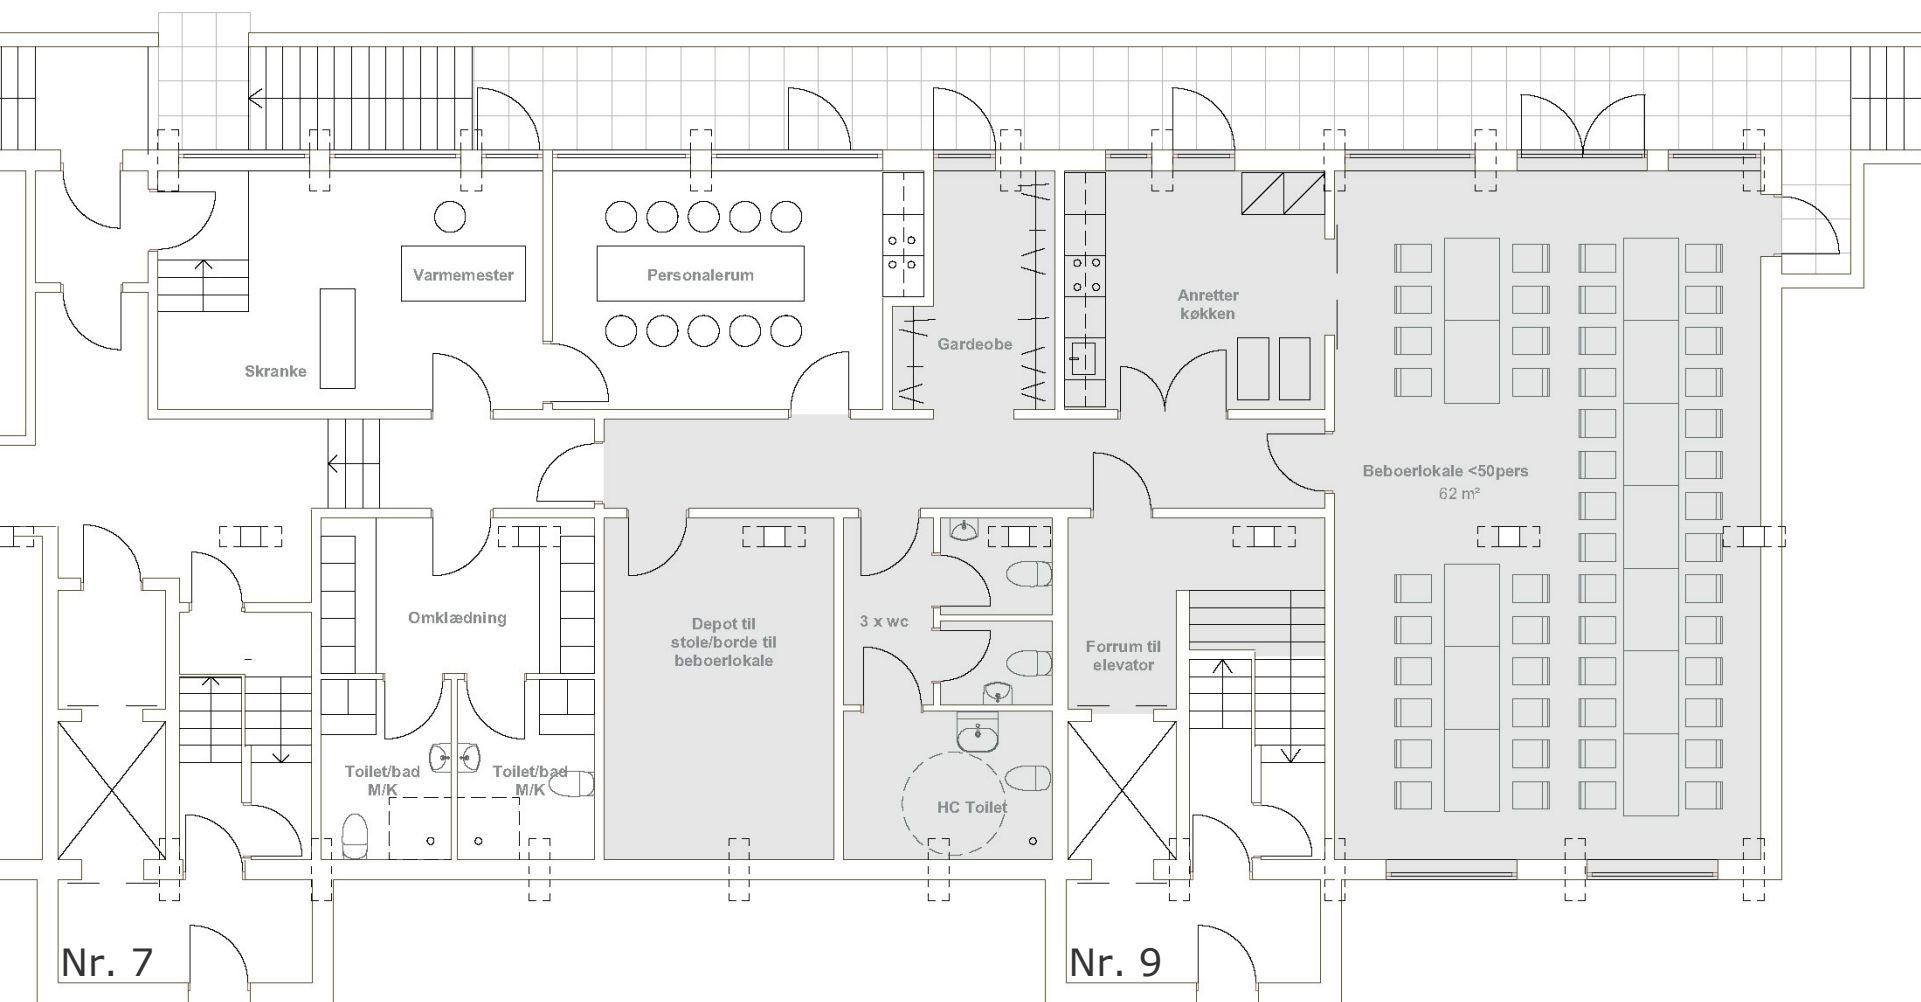 Varmemester
Personalerum
Skranke
Gardeobe
Anretter
køkken
Beboerlokale <50pers
62 m²
Omklædning
Depot til
stole/borde til
beboerlokale
3 x wc
Forrum til
elevator
Toilet/bad
M/K
Toilet/bad
M/K
HC Toilet
Nr. 7
Nr. 9